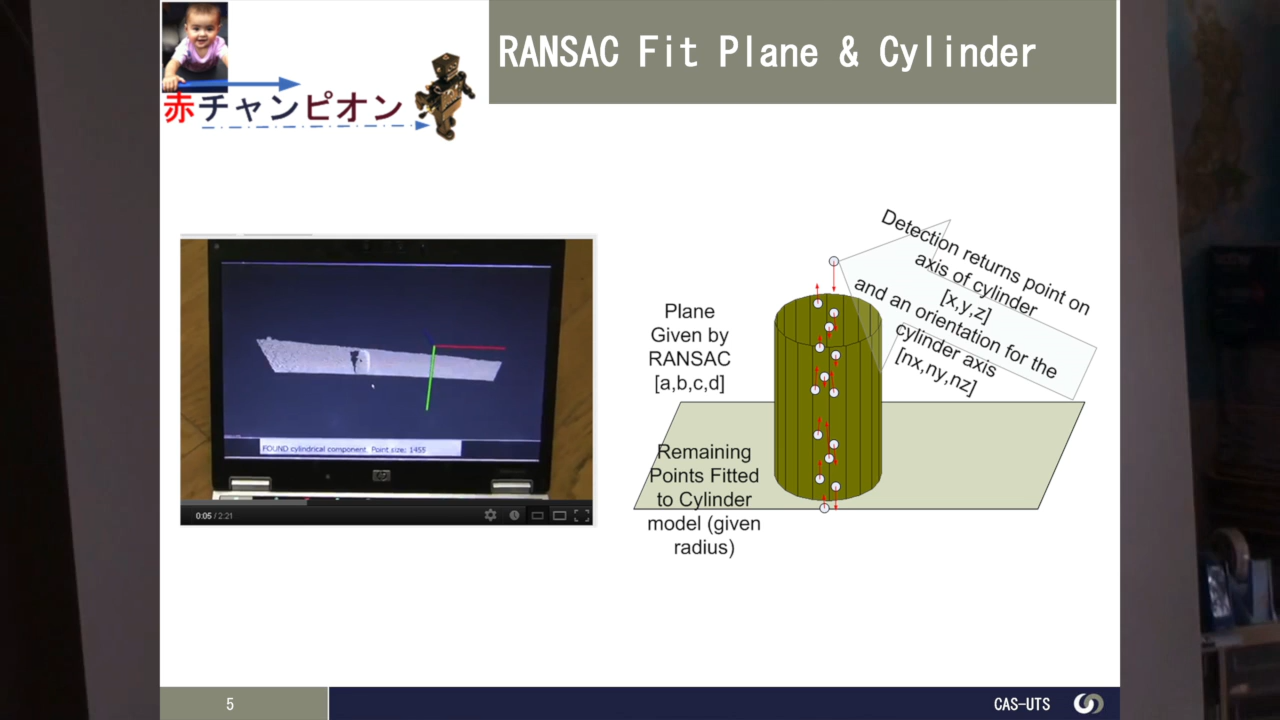 RANSAC Fit Plane & Cylinder
赤チャンピオン
FOUND cylindrical component. Point size: 1455
0:05 / 2:21
Plane
Given by
RANSAC
[a,b,c,d]
Remaining
Points Fitted
to Cylinder
model (given
radius)
Detection returns point on
axis of cylinder
[x,y,z]
and an orientation for the
cylinder axis
[nx,ny,nz]
5
CAS-UTS